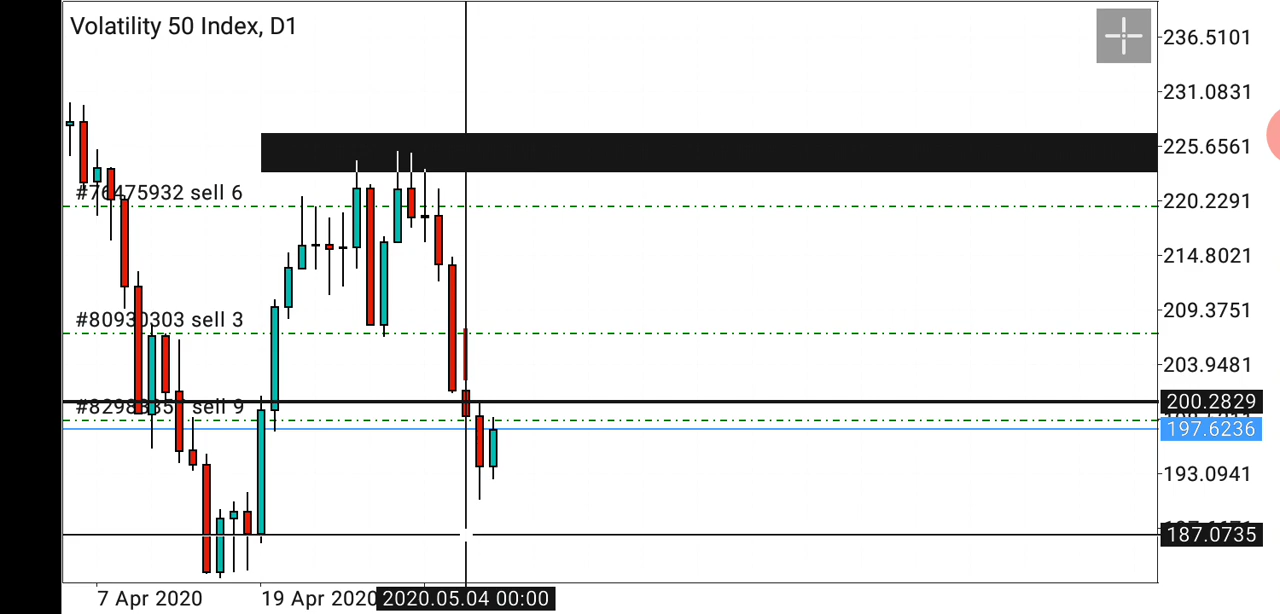 Volatility 50 Index, D1
236.5101
231.0831
225.6561
#76475932 sell 6
220.2291
214.8021
209.3751
#80930303 sell 3
203.9481
200.2829
sell 9
197.6236
193.0941
187.0735
7 Apr 2020
19 Apr 2020
2020.05.04 00:00